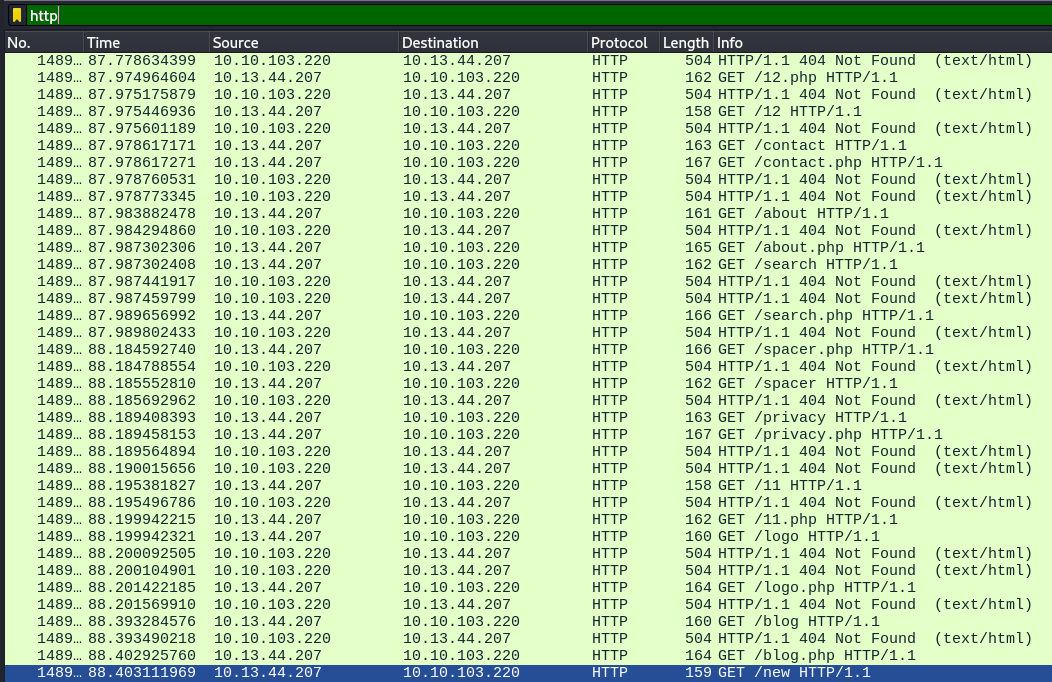 http
No. Time Source Destination Protocol Length Info
1489… 87.778634399 10.10.103.220 10.13.44.207 HTTP 504 HTTP/1.1 404 Not Found (text/html)
1489… 87.974964604 10.13.44.207 10.10.103.220 HTTP 162 GET /12.php HTTP/1.1
1489… 87.975175879 10.10.103.220 10.13.44.207 HTTP 504 HTTP/1.1 404 Not Found (text/html)
1489… 87.975446936 10.13.44.207 10.10.103.220 HTTP 158 GET /12 HTTP/1.1
1489… 87.975601189 10.10.103.220 10.13.44.207 HTTP 504 HTTP/1.1 404 Not Found (text/html)
1489… 87.978617171 10.13.44.207 10.10.103.220 HTTP 163 GET /contact HTTP/1.1
1489… 87.978617271 10.13.44.207 10.10.103.220 HTTP 167 GET /contact.php HTTP/1.1
1489… 87.978760531 10.10.103.220 10.13.44.207 HTTP 504 HTTP/1.1 404 Not Found (text/html)
1489… 87.978773345 10.10.103.220 10.13.44.207 HTTP 504 HTTP/1.1 404 Not Found (text/html)
1489… 87.983882478 10.13.44.207 10.10.103.220 HTTP 161 GET /about HTTP/1.1
1489… 87.984294860 10.10.103.220 10.13.44.207 HTTP 504 HTTP/1.1 404 Not Found (text/html)
1489… 87.987302306 10.13.44.207 10.10.103.220 HTTP 165 GET /about.php HTTP/1.1
1489… 87.987302408 10.13.44.207 10.10.103.220 HTTP 162 GET /search HTTP/1.1
1489… 87.987441917 10.10.103.220 10.13.44.207 HTTP 504 HTTP/1.1 404 Not Found (text/html)
1489… 87.987459799 10.10.103.220 10.13.44.207 HTTP 504 HTTP/1.1 404 Not Found (text/html)
1489… 87.989656992 10.13.44.207 10.10.103.220 HTTP 166 GET /search.php HTTP/1.1
1489… 87.989802433 10.10.103.220 10.13.44.207 HTTP 504 HTTP/1.1 404 Not Found (text/html)
1489… 88.184592740 10.13.44.207 10.10.103.220 HTTP 166 GET /spacer.php HTTP/1.1
1489… 88.184788554 10.10.103.220 10.13.44.207 HTTP 504 HTTP/1.1 404 Not Found (text/html)
1489… 88.185552810 10.13.44.207 10.10.103.220 HTTP 162 GET /spacer HTTP/1.1
1489… 88.185692962 10.10.103.220 10.13.44.207 HTTP 504 HTTP/1.1 404 Not Found (text/html)
1489… 88.189408393 10.13.44.207 10.10.103.220 HTTP 163 GET /privacy HTTP/1.1
1489… 88.189458153 10.13.44.207 10.10.103.220 HTTP 167 GET /privacy.php HTTP/1.1
1489… 88.189564894 10.10.103.220 10.13.44.207 HTTP 504 HTTP/1.1 404 Not Found (text/html)
1489… 88.190015656 10.10.103.220 10.13.44.207 HTTP 504 HTTP/1.1 404 Not Found (text/html)
1489… 88.195381827 10.13.44.207 10.10.103.220 HTTP 158 GET /11 HTTP/1.1
1489… 88.195496786 10.10.103.220 10.13.44.207 HTTP 504 HTTP/1.1 404 Not Found (text/html)
1489… 88.199942215 10.13.44.207 10.10.103.220 HTTP 162 GET /11.php HTTP/1.1
1489… 88.199942321 10.13.44.207 10.10.103.220 HTTP 160 GET /logo HTTP/1.1
1489… 88.200092505 10.10.103.220 10.13.44.207 HTTP 504 HTTP/1.1 404 Not Found (text/html)
1489… 88.200104901 10.10.103.220 10.13.44.207 HTTP 504 HTTP/1.1 404 Not Found (text/html)
1489… 88.201422185 10.13.44.207 10.10.103.220 HTTP 164 GET /logo.php HTTP/1.1
1489… 88.201569910 10.10.103.220 10.13.44.207 HTTP 504 HTTP/1.1 404 Not Found (text/html)
1489… 88.393284576 10.13.44.207 10.10.103.220 HTTP 160 GET /blog HTTP/1.1
1489… 88.393490218 10.10.103.220 10.13.44.207 HTTP 504 HTTP/1.1 404 Not Found (text/html)
1489… 88.402925760 10.13.44.207 10.10.103.220 HTTP 164 GET /blog.php HTTP/1.1
1489… 88.403111969 10.13.44.207 10.10.103.220 HTTP 159 GET /new HTTP/1.1